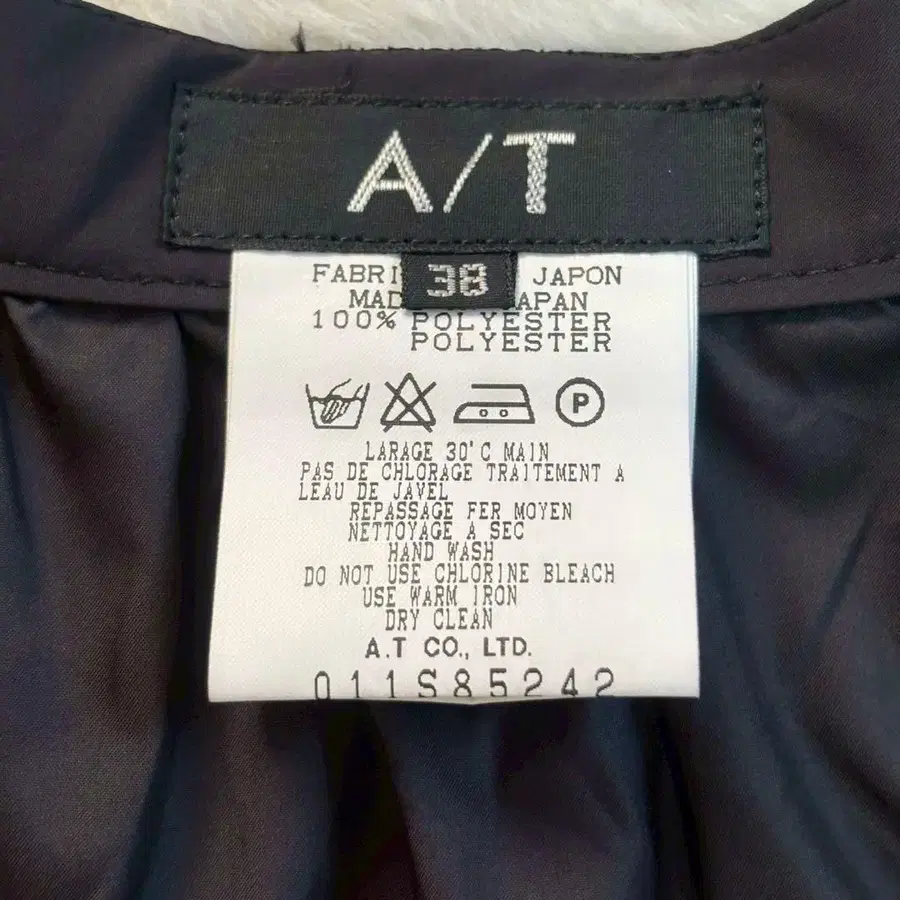 A/T
38
FABRI JAPON
MAD APAN
100% POLYESTER
POLYESTER
P
LARAGE 30°C MAIN
PAS DE CHLORAGE TRAITEMENT A
LEAU DE JAVEL
REPASSAGE FER MOYEN
NETTOYAGE A SEC
HAND WASH
DO NOT USE CHLORINE BLEACH
USE WARM IRON
DRY CLEAN
A.T CO., LTD.
011S85242